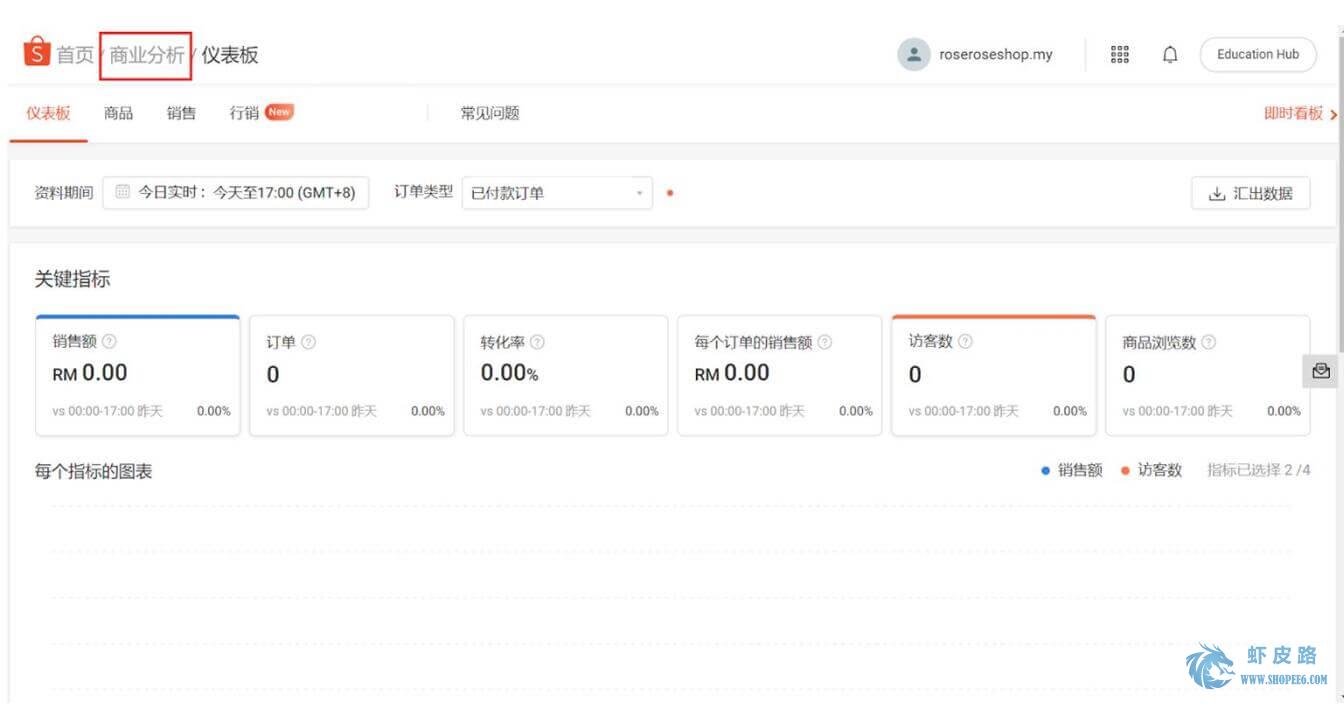 首页 / 商业分析 / 仪表板
roseroseshop.my
Education Hub
仪表板 商品 销售 行销 New 常见问题 即时看板
资料期间 今日实时: 今天至17:00 (GMT+8) 订单类型 已付款订单 汇出数据
关键指标
销售额 ?
RM 0.00
vs 00:00-17:00 昨天 0.00%
订单 ?
0
vs 00:00-17:00 昨天 0.00%
转化率 ?
0.00%
vs 00:00-17:00 昨天 0.00%
每个订单的销售额 ?
RM 0.00
vs 00:00-17:00 昨天 0.00%
访客数 ?
0
vs 00:00-17:00 昨天 0.00%
商品浏览数 ?
0
vs 00:00-17:00 昨天 0.00%
每个指标的图表
销售额 访客数 指标已选择 2 /4
虾皮路
WWW.SHOPEE6.COM